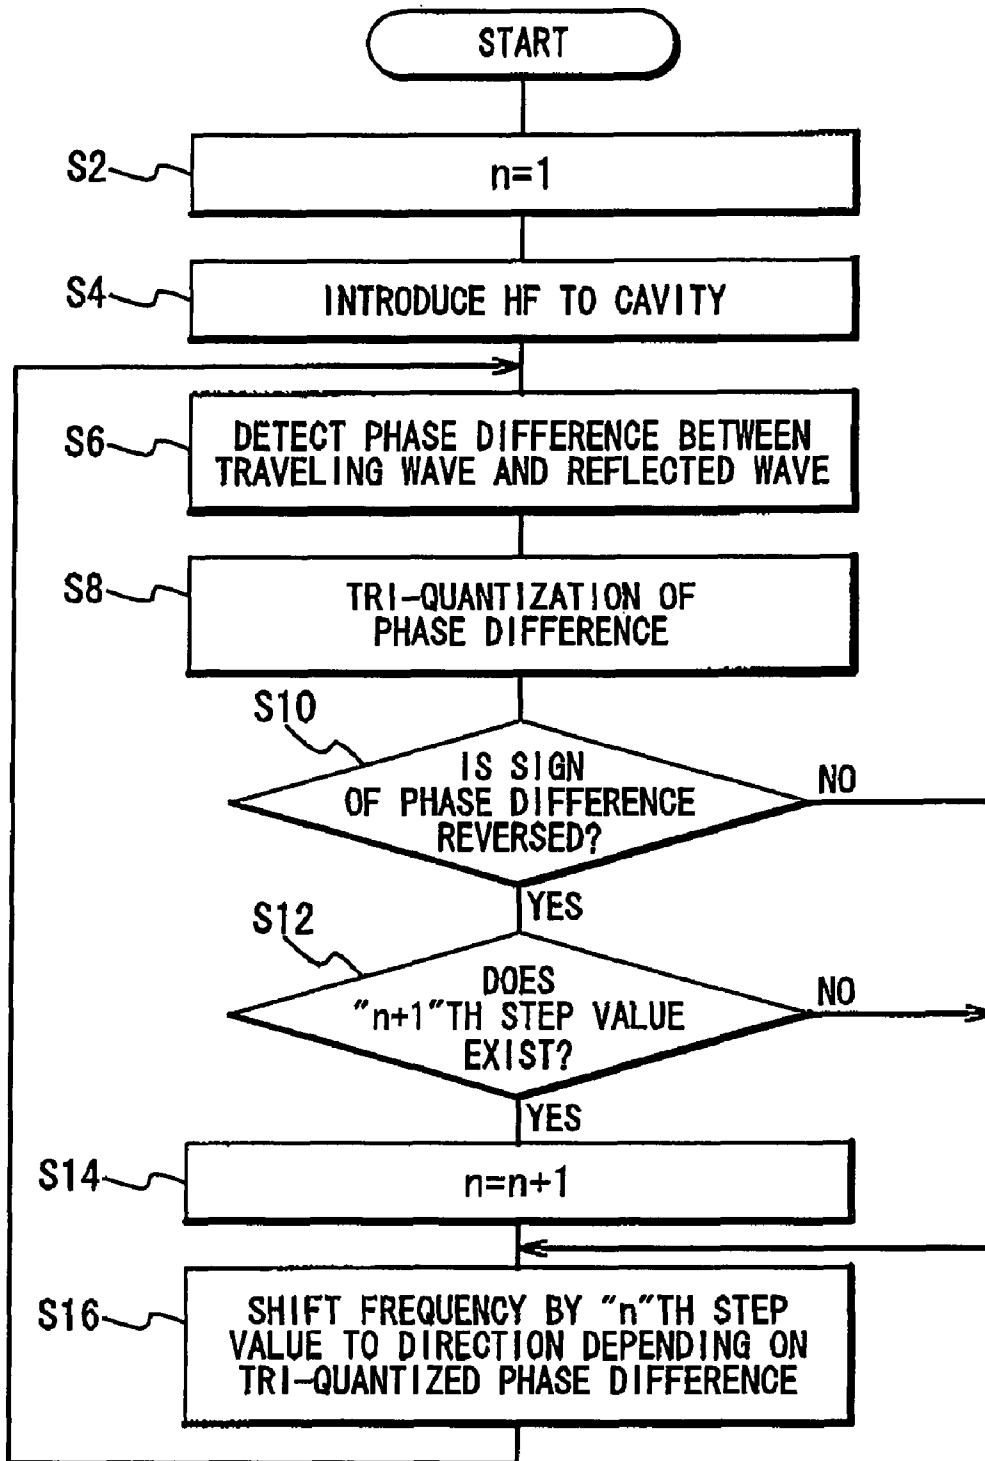 START
S2
n=1
S4
INTRODUCE HF TO CAVITY
S6
DETECT PHASE DIFFERENCE BETWEEN
TRAVELING WAVE AND REFLECTED WAVE
S8
TRI-QUANTIZATION OF
PHASE DIFFERENCE
S10
IS SIGN
OF PHASE DIFFERENCE
REVERSED?
NO
YES
S12
DOES
"n+1"TH STEP VALUE
EXIST?
NO
YES
S14
n=n+1
S16
SHIFT FREQUENCY BY "n"TH STEP
VALUE TO DIRECTION DEPENDING ON
TRI-QUANTIZED PHASE DIFFERENCE